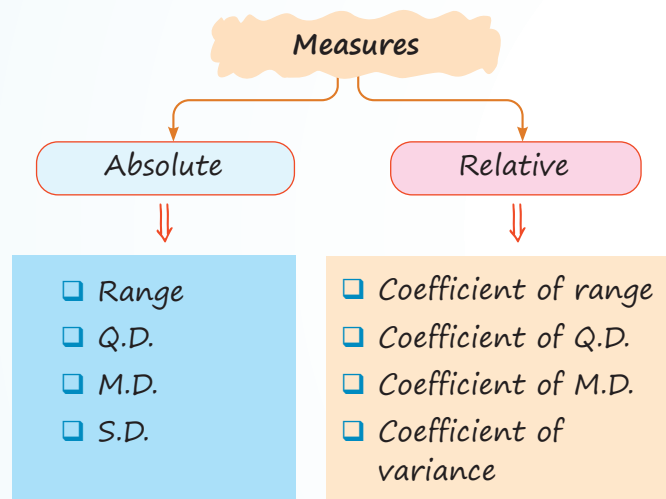 Measures
Absolute
Relative
Range
Q.D.
M.D.
S.D.
Coefficient of range
Coefficient of Q.D.
Coefficient of M.D.
Coefficient of
variance